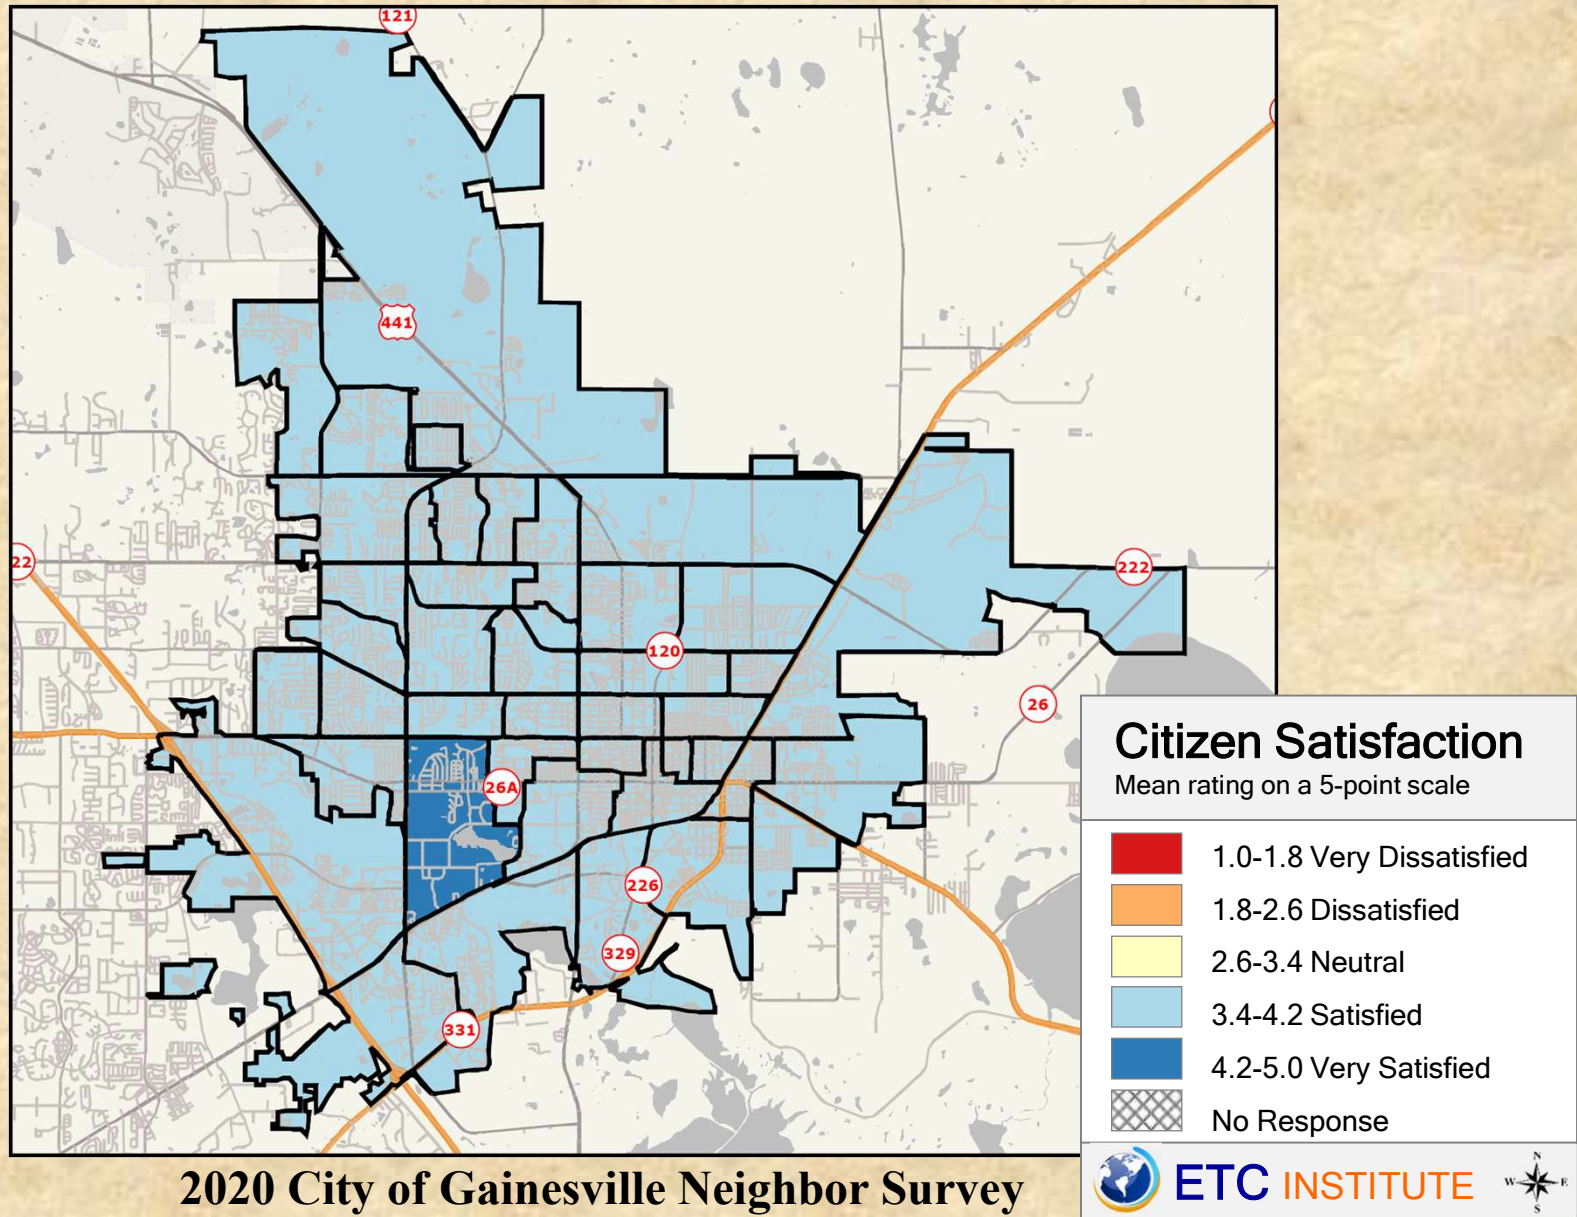 121
441
22
222
120
26
26A
226
329
331
Citizen Satisfaction
Mean rating on a 5-point scale
1.0-1.8 Very Dissatisfied
1.8-2.6 Dissatisfied
2.6-3.4 Neutral
3.4-4.2 Satisfied
4.2-5.0 Very Satisfied
No Response
2020 City of Gainesville Neighbor Survey
ETC INSTITUTE
N
W E
S